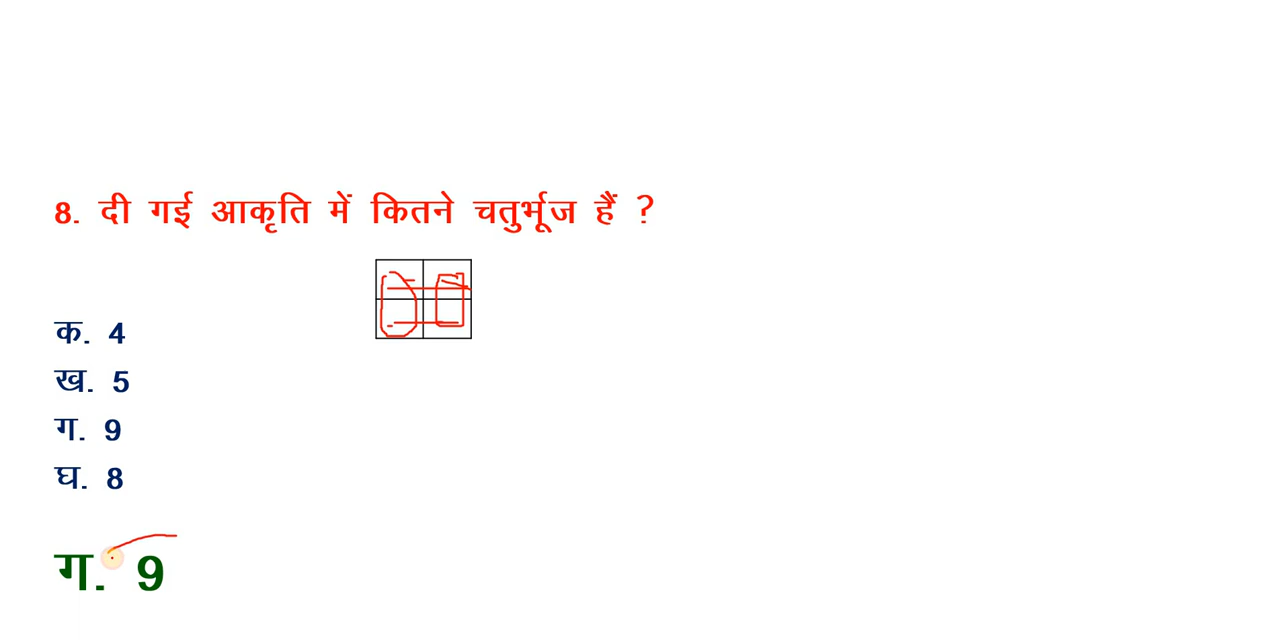 8. दी गई आकृति में कितने चतुर्भूज हैं ?
क. 4
ख. 5
ग. 9
घ. 8
ग. 9